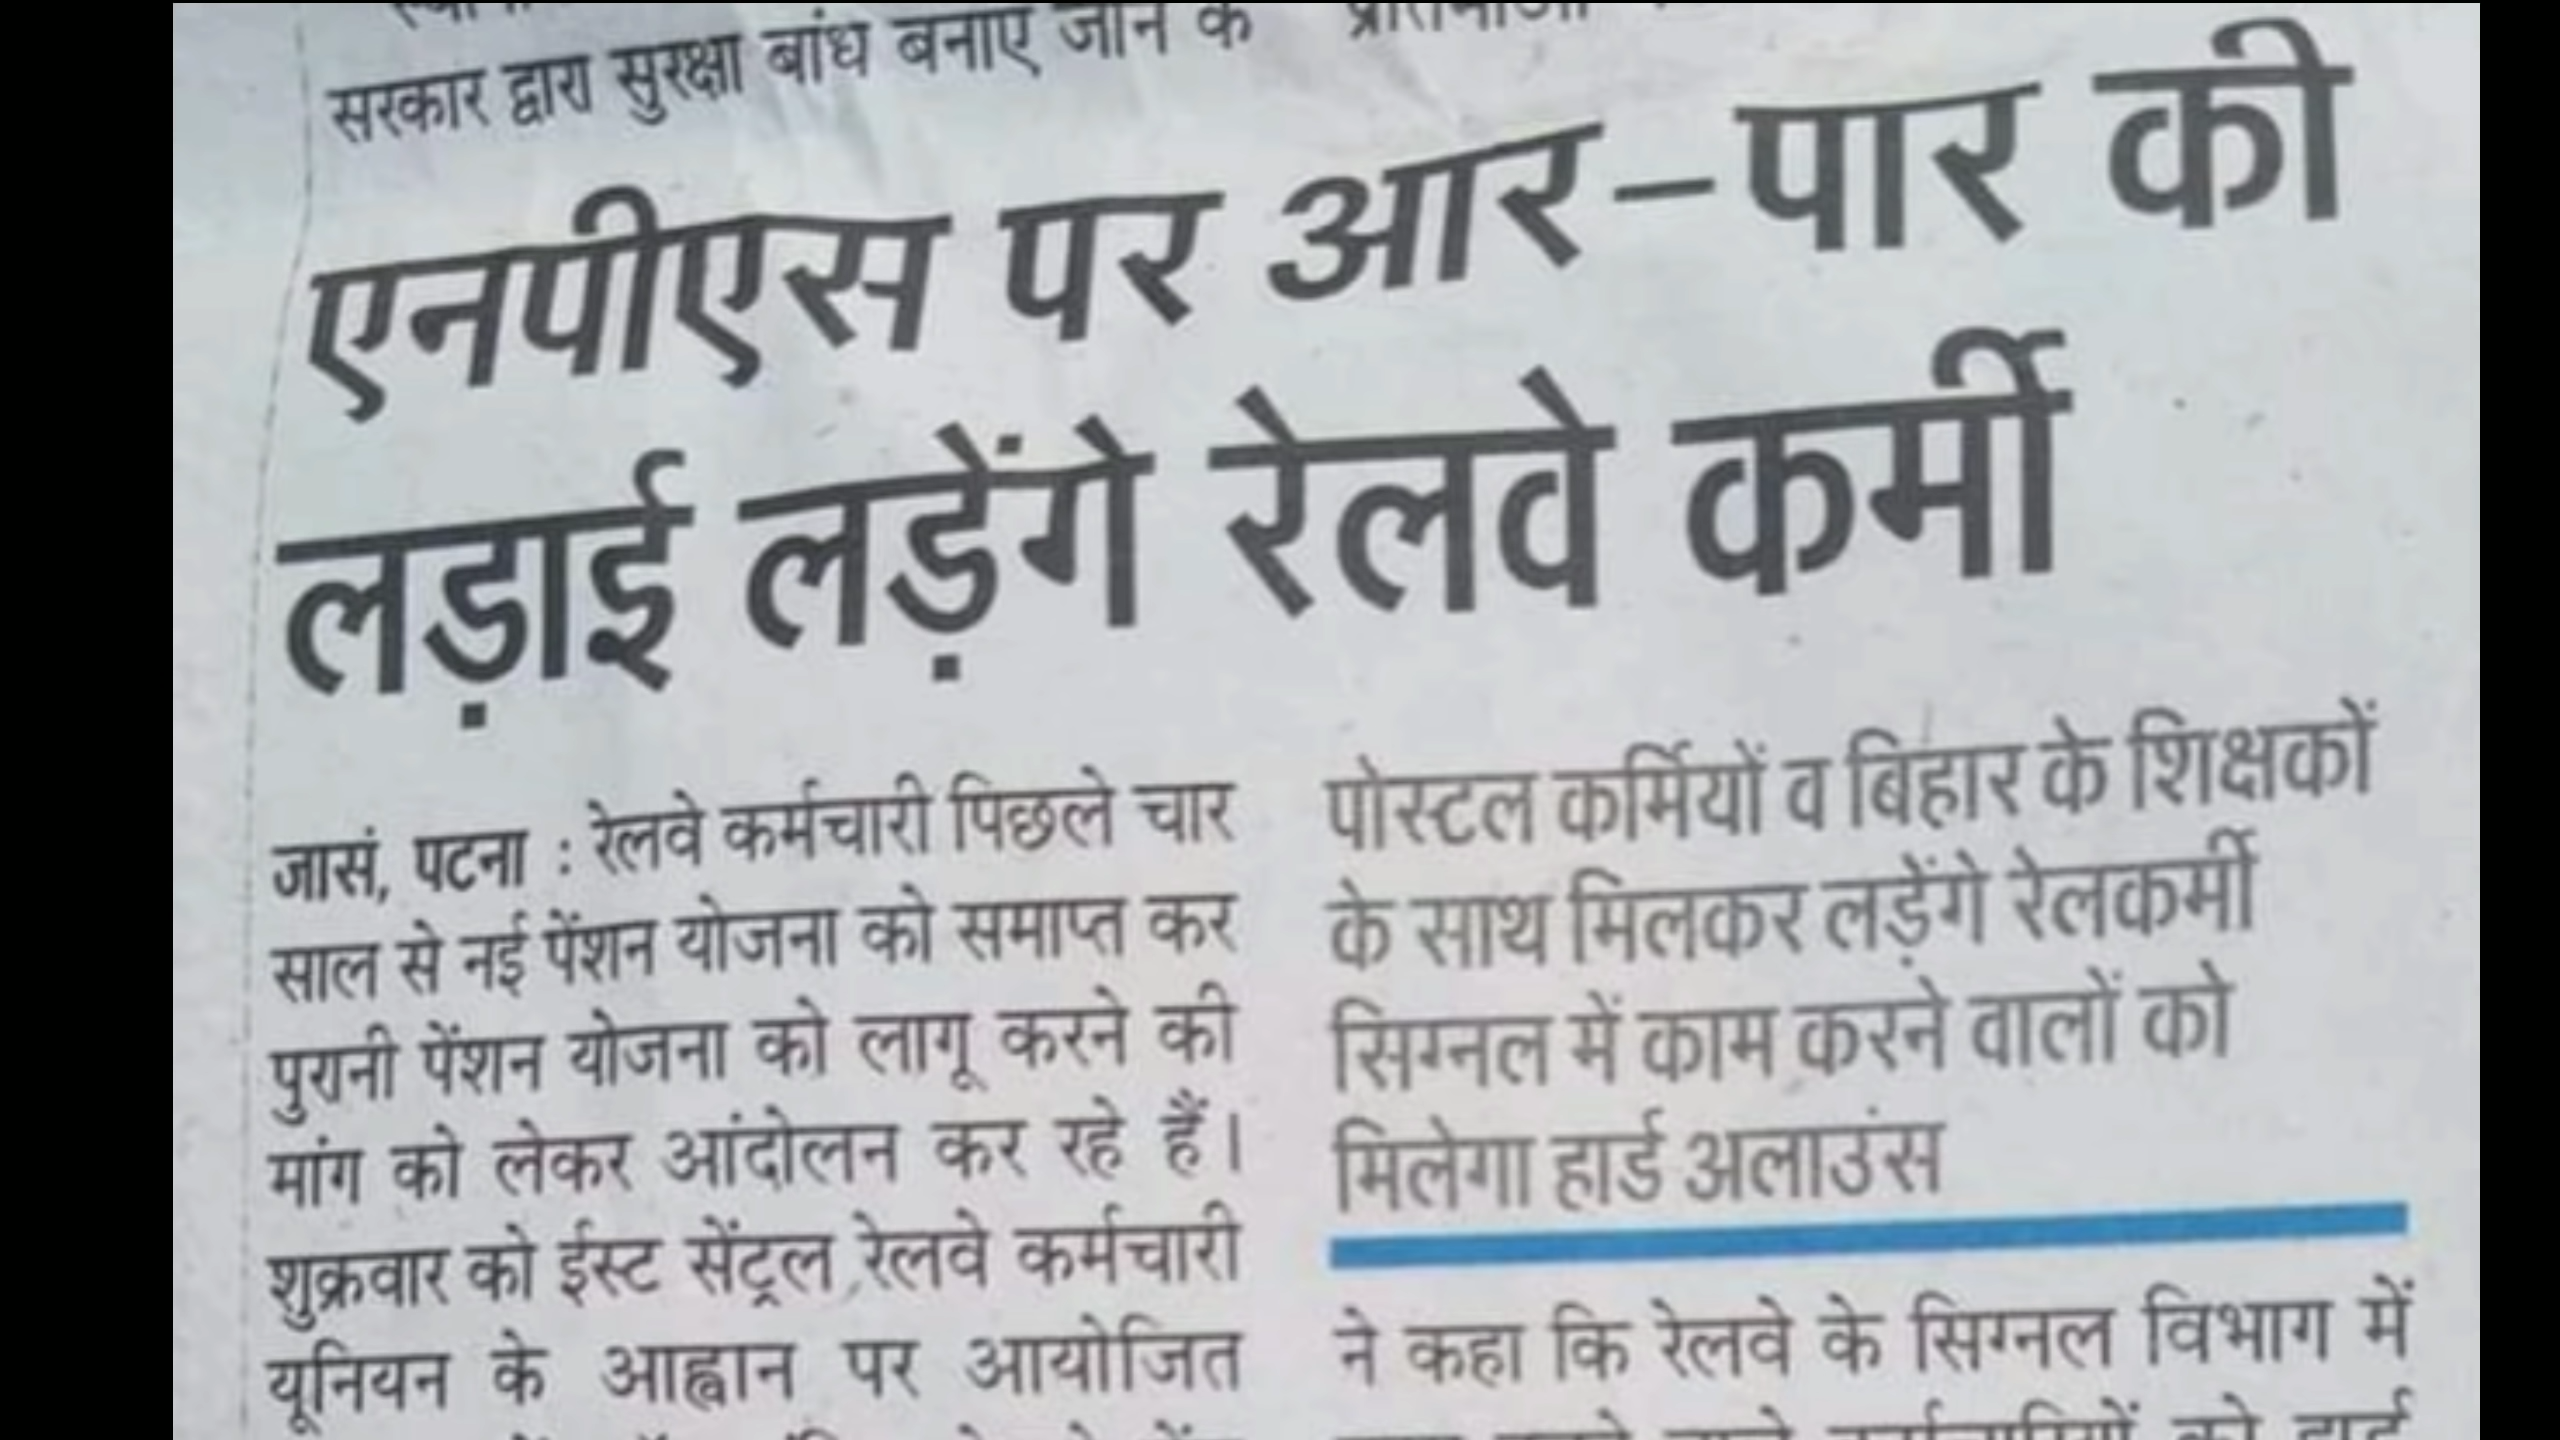 सरकार द्वारा सुरक्षा बांध बनाए जाने के
एनपीएस पर आर-पार की
लड़ाई लड़ेंगे रेलवे कर्मी
जासं, पटना : रेलवे कर्मचारी पिछले चार
साल से नई पेंशन योजना को समाप्त कर
पुरानी पेंशन योजना को लागू करने की
मांग को लेकर आंदोलन कर रहे हैं।
शुक्रवार को ईस्ट सेंट्रल रेलवे कर्मचारी
यूनियन के आह्वान पर आयोजित
पोस्टल कर्मियों व बिहार के शिक्षकों
के साथ मिलकर लड़ेंगे रेलकर्मी
सिग्नल में काम करने वालों को
मिलेगा हार्ड अलाउंस
ने कहा कि रेलवे के सिग्नल विभाग में